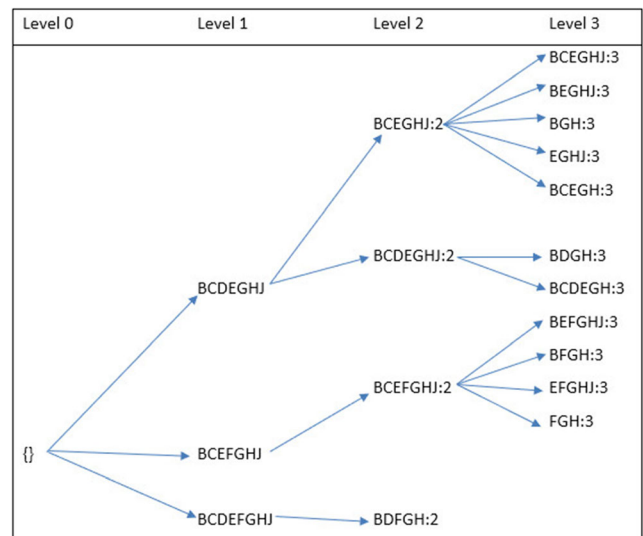 Level 0 Level 1 Level 2 Level 3
BCEGHJ:3
BEGHJ:3
BCEGHJ:2 BGH:3
EGHJ:3
BCEGH:3
BCDEGHJ:2 BDGH:3
BCDEGHJ BCDEGH:3
BEFGHJ:3
BFGH:3
BCEFGHJ:2 EFGHJ:3
FGH:3
{} BCEFGHJ
BCDEFGHJ BDFGH:2